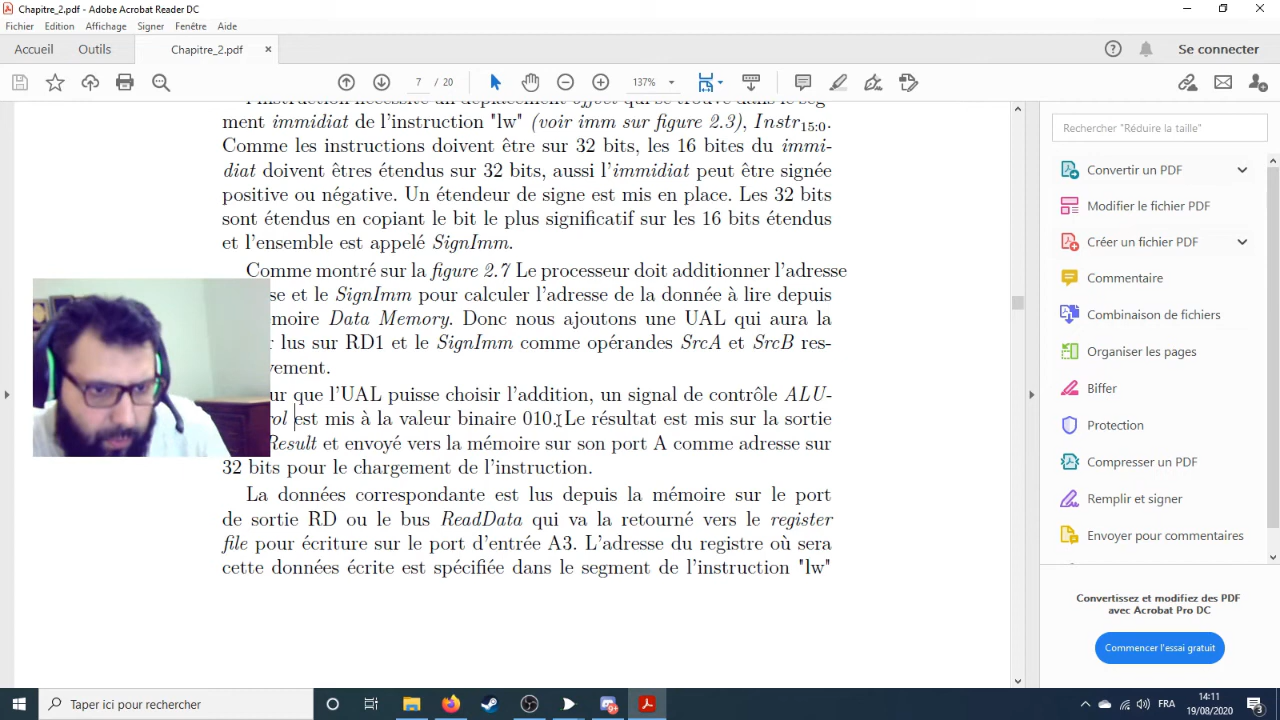 Chapitre_2.pdf - Adobe Acrobat Reader DC
Fichier Edition Affichage Signer Fenêtre Aide
Accueil Outils Chapitre_2.pdf × Se connecter
7 / 20 137%
l'instruction nécessite un déplacement offset qui se trouve dans le seg-
ment immidiat de l'instruction "lw" (voir imm sur figure 2.3), Instr15:0.
Comme les instructions doivent être sur 32 bits, les 16 bites du immi-
diat doivent êtres étendus sur 32 bits, aussi l'immidiat peut être signée
positive ou négative. Un étendeur de signe est mis en place. Les 32 bits
sont étendus en copiant le bit le plus significatif sur les 16 bits étendus
et l'ensemble est appelé SignImm.
Comme montré sur la figure 2.7 Le processeur doit additionner l'adresse
se et le SignImm pour calculer l'adresse de la donnée à lire depuis
moire Data Memory. Donc nous ajoutons une UAL qui aura la
r lus sur RD1 et le SignImm comme opérandes SrcA et SrcB res-
vement.
ur que l'UAL puisse choisir l'addition, un signal de contrôle ALU-
ol est mis à la valeur binaire 010. Le résultat est mis sur la sortie
Result et envoyé vers la mémoire sur son port A comme adresse sur
32 bits pour le chargement de l'instruction.
La données correspondante est lus depuis la mémoire sur le port
de sortie RD ou le bus ReadData qui va la retourné vers le register
file pour écriture sur le port d'entrée A3. L'adresse du registre où sera
cette données écrite est spécifiée dans le segment de l'instruction "lw"
Rechercher "Réduire la taille"
Convertir un PDF
Modifier le fichier PDF
Créer un fichier PDF
Commentaire
Combinaison de fichiers
Organiser les pages
Biffer
Protection
Compresser un PDF
Remplir et signer
Envoyer pour commentaires
Convertissez et modifiez des PDF
avec Acrobat Pro DC
Commencer l'essai gratuit
Taper ici pour rechercher
FRA
14:11
19/08/2020
3